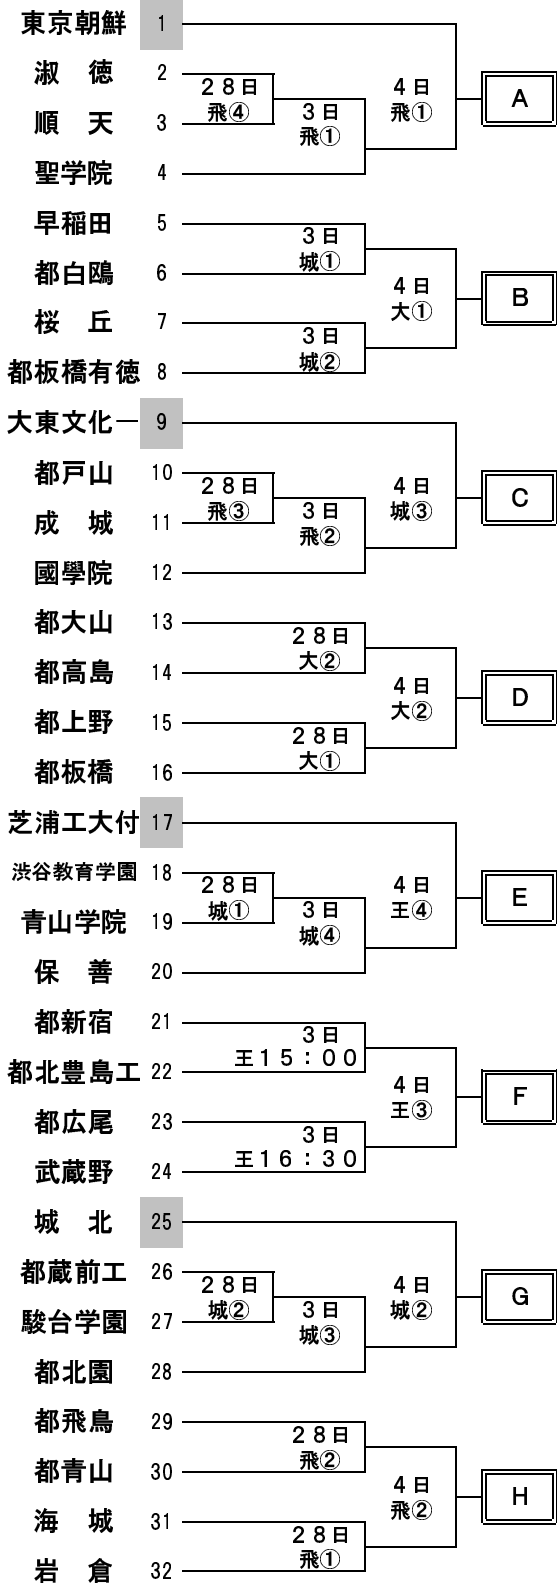 東京朝鮮 1
淑 徳 2
28日
飛④
順 天 3
3日
飛①
聖学院 4
4日
飛①
A
早稲田 5
3日
城①
都白鴎 6
桜 丘 7
3日
城②
都板橋有徳 8
4日
大①
B
大東文化一 9
都戸山 10
28日
飛③
成 城 11
3日
飛②
國學院 12
4日
城③
C
都大山 13
28日
大②
都高島 14
都上野 15
28日
大①
都板橋 16
4日
大②
D
芝浦工大付 17
渋谷教育学園 18
28日
城①
青山学院 19
3日
城④
保 善 20
4日
王④
E
都新宿 21
3日
王15：00
都北豊島工 22
都広尾 23
3日
王16：30
武蔵野 24
4日
王③
F
城 北 25
都蔵前工 26
28日
城②
駿台学園 27
3日
城③
都北園 28
4日
城②
G
都飛鳥 29
28日
飛②
都青山 30
海 城 31
28日
飛①
岩 倉 32
4日
飛②
H